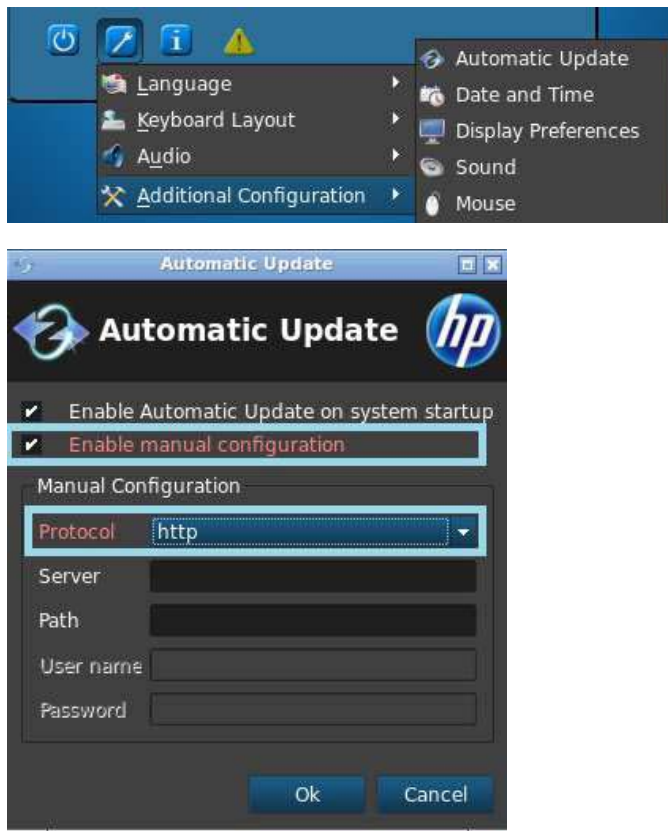 Language
Keyboard Layout
Audio
Additional Configuration
Automatic Update
Date and Time
Display Preferences
Sound
Mouse
Automatic Update
Automatic Update
hp
Enable Automatic Update on system startup
Enable manual configuration
Manual Configuration
Protocol http
Server
Path
User name
Password
Ok Cancel